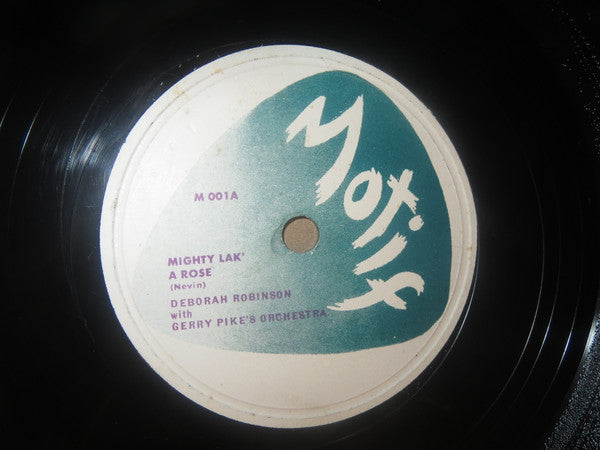 Motif
M 001A
MIGHTY LAK'
A ROSE
(Nevin)
DEBORAH ROBINSON
with
GERRY PIKE'S ORCHESTRA